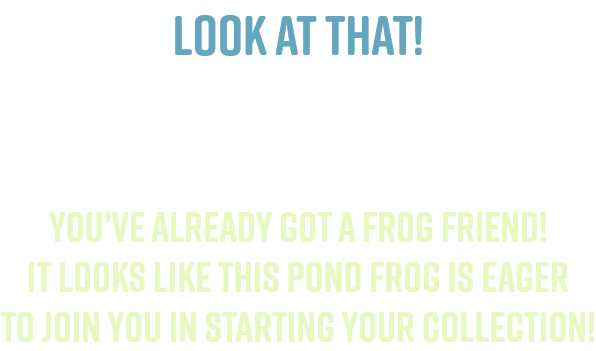 LOOK AT THAT!
YOU'VE ALREADY GOT A FROG FRIEND!
IT LOOKS LIKE THIS POND FROG IS EAGER
TO JOIN YOU IN STARTING YOUR COLLECTION!